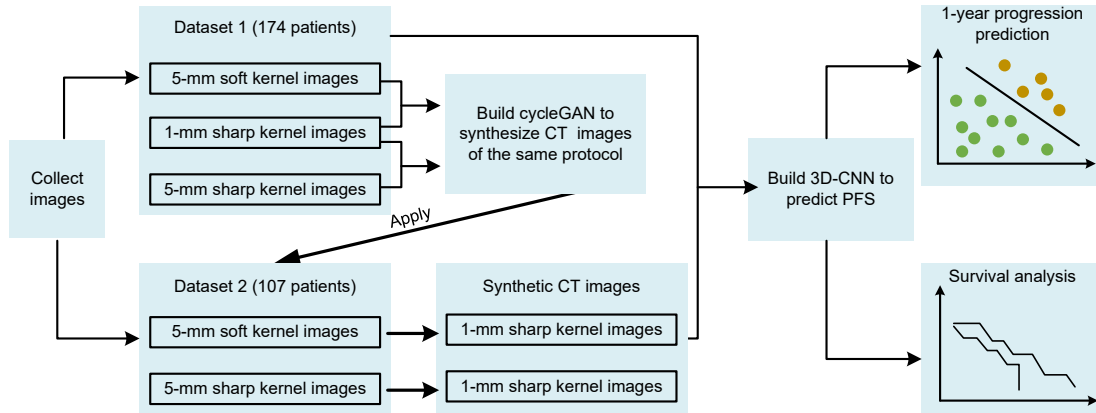 Collect
images
Dataset 1 (174 patients)
5-mm soft kernel images
1-mm sharp kernel images
5-mm sharp kernel images
Build cycleGAN to
synthesize CT images
of the same protocol
Apply
Dataset 2 (107 patients)
5-mm soft kernel images
5-mm sharp kernel images
Synthetic CT images
1-mm sharp kernel images
1-mm sharp kernel images
Build 3D-CNN to
predict PFS
1-year progression
prediction
Survival analysis